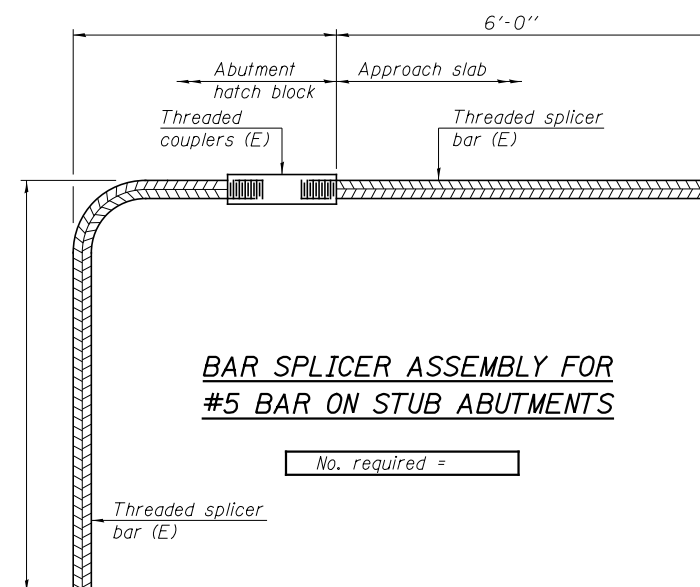 6'-0''
Abutment
hatch block
Approach slab
Threaded
couplers (E)
Threaded splicer
bar (E)
BAR SPLICER ASSEMBLY FOR
#5 BAR ON STUB ABUTMENTS
No. required =
Threaded splicer
bar (E)